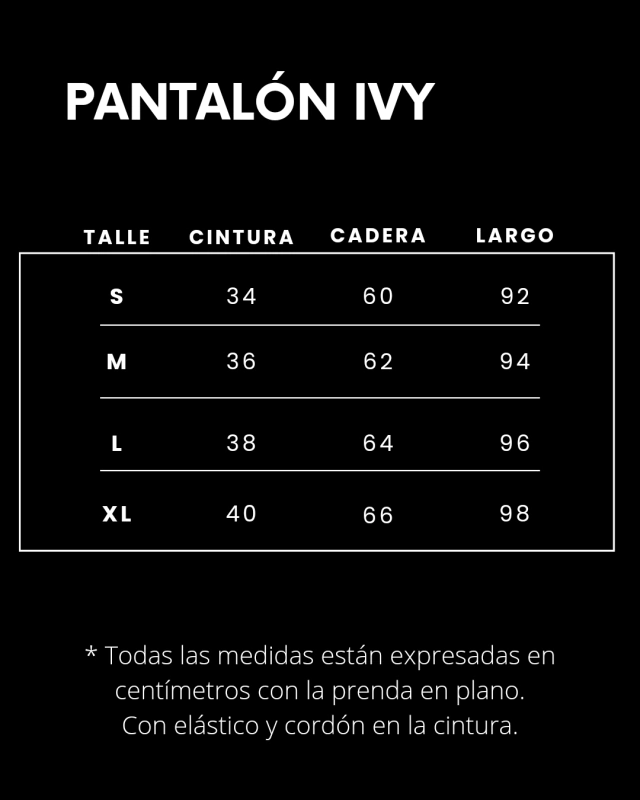 PANTALÓN IVY
TALLE CINTURA CADERA LARGO
S 34 60 92
M 36 62 94
L 38 64 96
XL 40 66 98
* Todas las medidas están expresadas en
centímetros con la prenda en plano.
Con elástico y cordón en la cintura.